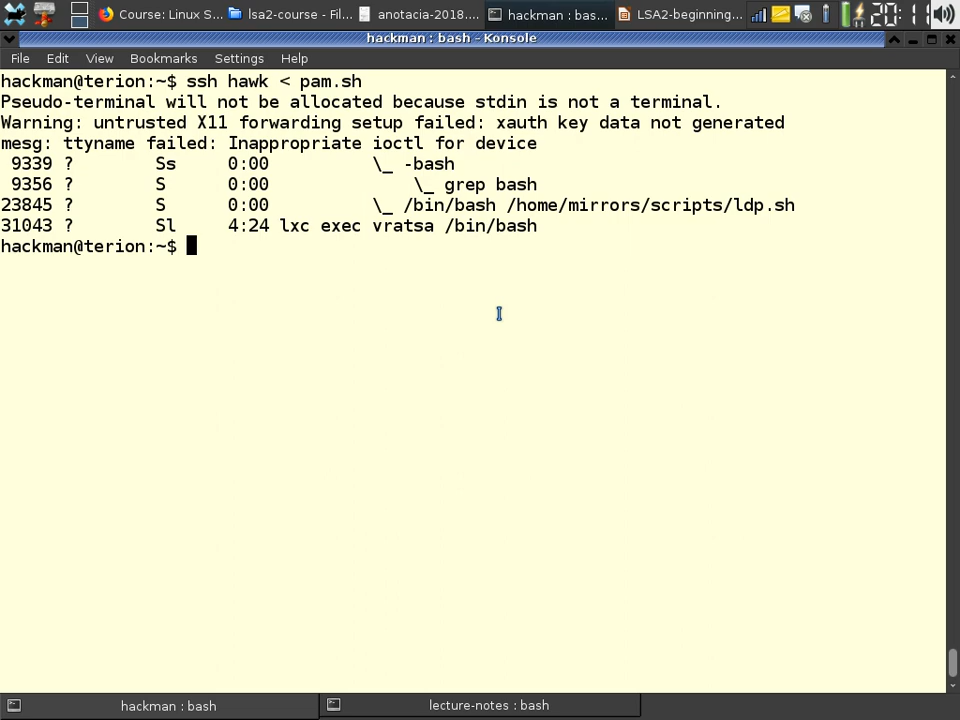 Course: Linux S...
lsa2-course - Fil...
anotacia-2018....
hackman : bas...
LSA2-beginning...
20:11
hackman : bash – Konsole
File Edit View Bookmarks Settings Help
hackman@terion:~$ ssh hawk < pam.sh
Pseudo-terminal will not be allocated because stdin is not a terminal.
Warning: untrusted X11 forwarding setup failed: xauth key data not generated
mesg: ttyname failed: Inappropriate ioctl for device
 9339 ?        Ss     0:00          \_ -bash
 9356 ?        S      0:00              \_ grep bash
23845 ?        S      0:00          \_ /bin/bash /home/mirrors/scripts/ldp.sh
31043 ?        Sl     4:24 lxc exec vratsa /bin/bash
hackman@terion:~$
hackman : bash
lecture-notes : bash